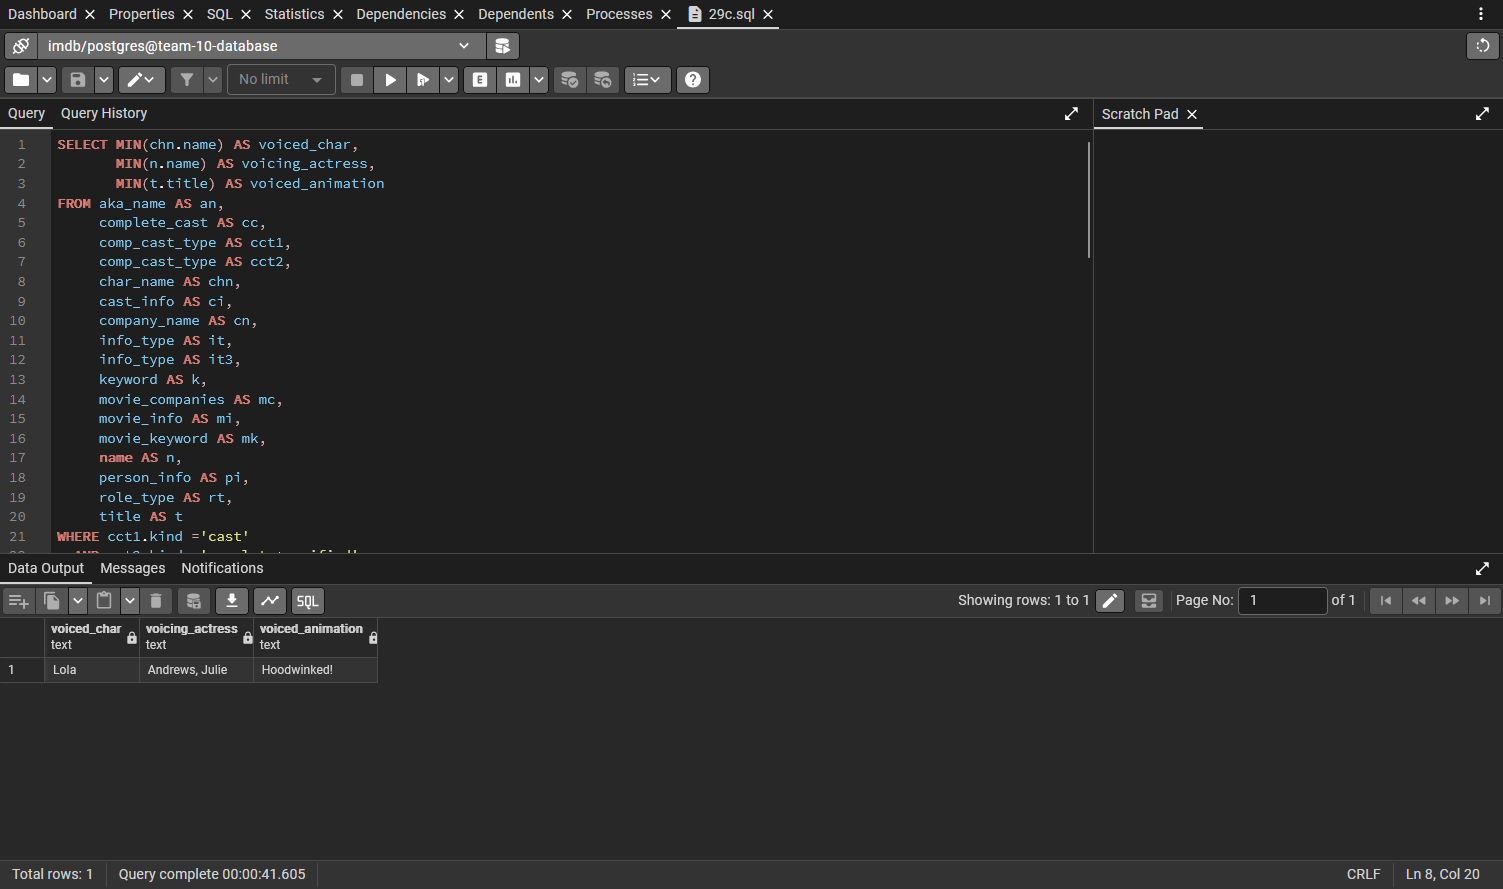 Dashboard Properties SQL Statistics Dependencies Dependents Processes 29c.sql
imdb/postgres@team-10-database
No limit
E
Query Query History Scratch Pad
1 SELECT MIN(chn.name) AS voiced_char,
2 MIN(n.name) AS voicing_actress,
3 MIN(t.title) AS voiced_animation
4 FROM aka_name AS an,
5 complete_cast AS cc,
6 comp_cast_type AS cct1,
7 comp_cast_type AS cct2,
8 char_name AS chn,
9 cast_info AS ci,
10 company_name AS cn,
11 info_type AS it,
12 info_type AS it3,
13 keyword AS k,
14 movie_companies AS mc,
15 movie_info AS mi,
16 movie_keyword AS mk,
17 name AS n,
18 person_info AS pi,
19 role_type AS rt,
20 title AS t
21 WHERE cct1.kind ='cast'
Data Output Messages Notifications
SQL Showing rows: 1 to 1 Page No: 1 of 1
voiced_char voicing_actress voiced_animation
text text text
1 Lola Andrews, Julie Hoodwinked!
Total rows: 1 Query complete 00:00:41.605 CRLF Ln 8, Col 20